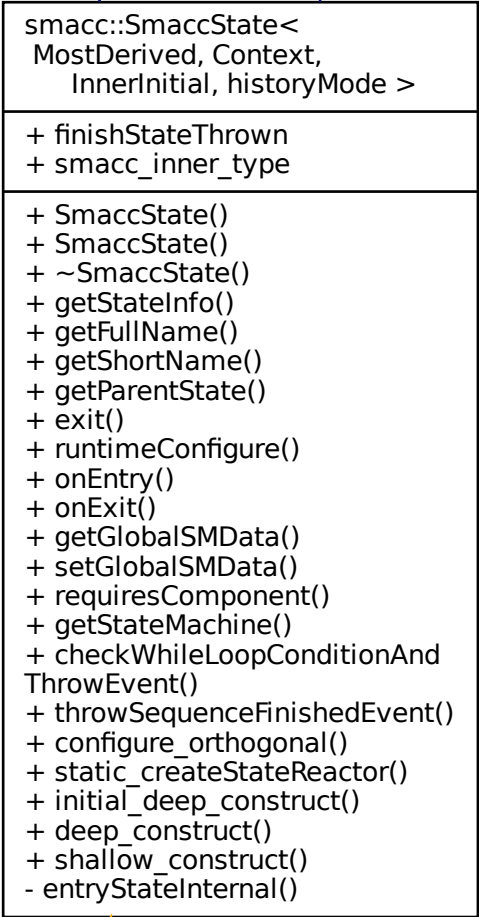 smacc::SmaccState<
MostDerived, Context,
InnerInitial, historyMode >
+ finishStateThrown
+ smacc_inner_type
+ SmaccState()
+ SmaccState()
+ ~SmaccState()
+ getStateInfo()
+ getFullName()
+ getShortName()
+ getParentState()
+ exit()
+ runtimeConfigure()
+ onEntry()
+ onExit()
+ getGlobalSMData()
+ setGlobalSMData()
+ requiresComponent()
+ getStateMachine()
+ checkWhileLoopConditionAnd
ThrowEvent()
+ throwSequenceFinishedEvent()
+ configure_orthogonal()
+ static_createStateReactor()
+ initial_deep_construct()
+ deep_construct()
+ shallow_construct()
- entryStateInternal()